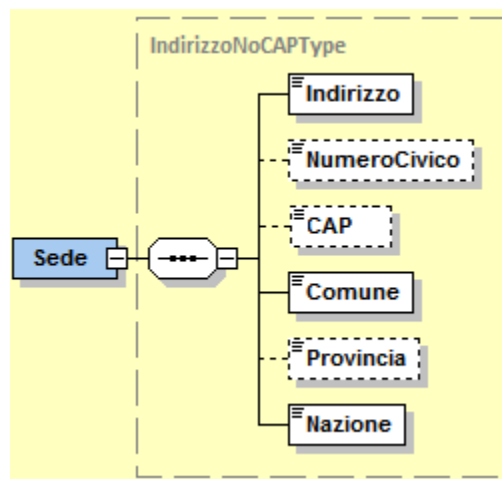 IndirizzoNoCAPType
Indirizzo
NumeroCivico
CAP
Sede
Comune
Provincia
Nazione